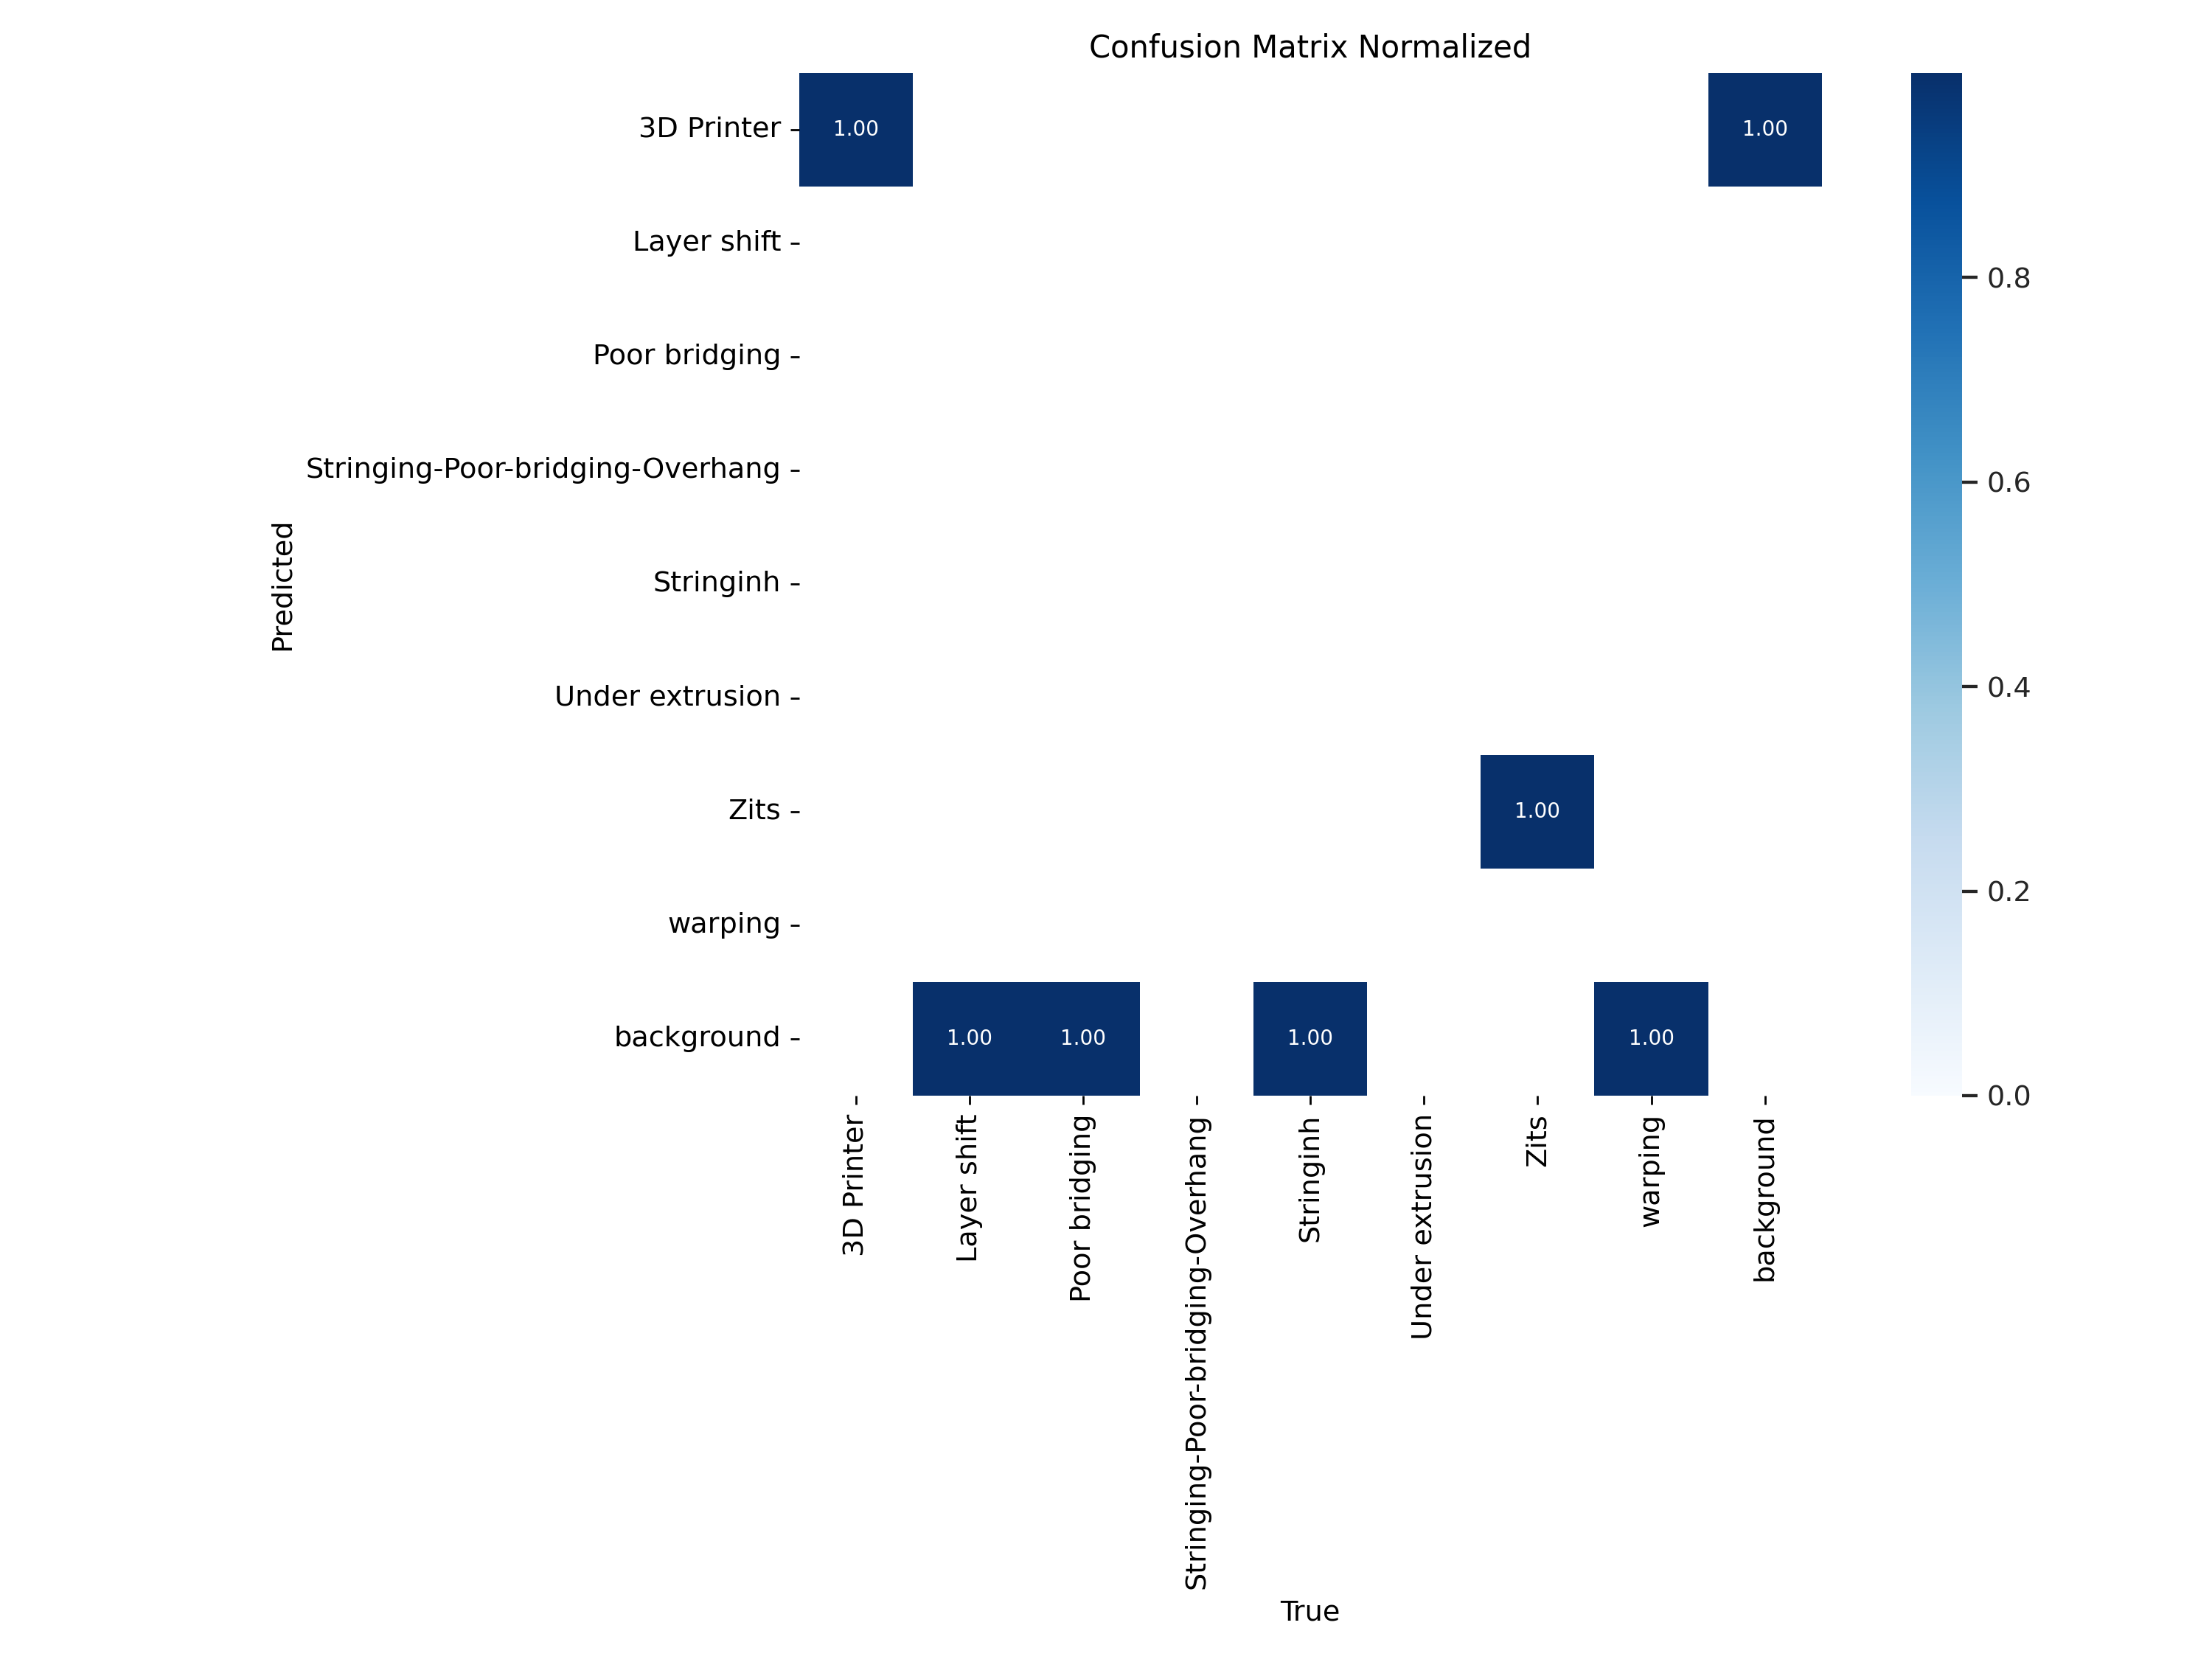 Confusion Matrix Normalized
3D Printer
1.00
1.00
Layer shift
0.8
Poor bridging
Stringing-Poor-bridging-Overhang
0.6
Predicted
Stringinh
Under extrusion
0.4
Zits
1.00
0.2
warping
background
1.00
1.00
1.00
1.00
0.0
3D Printer
Layer shift
Poor bridging
Stringing-Poor-bridging-Overhang
Stringinh
Under extrusion
Zits
warping
background
True